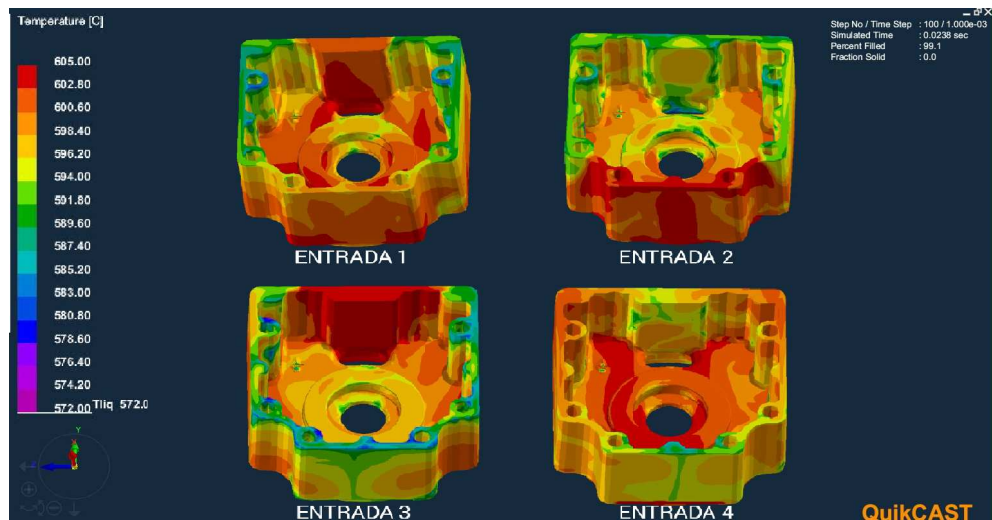 Temperature [C]
605.00
602.80
600.60
598.40
596.20
594.00
591.80
589.60
587.40
585.20
583.00
580.80
578.60
576.40
574.20
572.00 Tliq 572.0
Step No / Time Step : 100 / 1.000e-03
Simulated Time : 0.0238 sec
Percent Filled : 99.1
Fraction Solid : 0.0
ENTRADA 1
ENTRADA 2
ENTRADA 3
ENTRADA 4
Y
QuikCAST